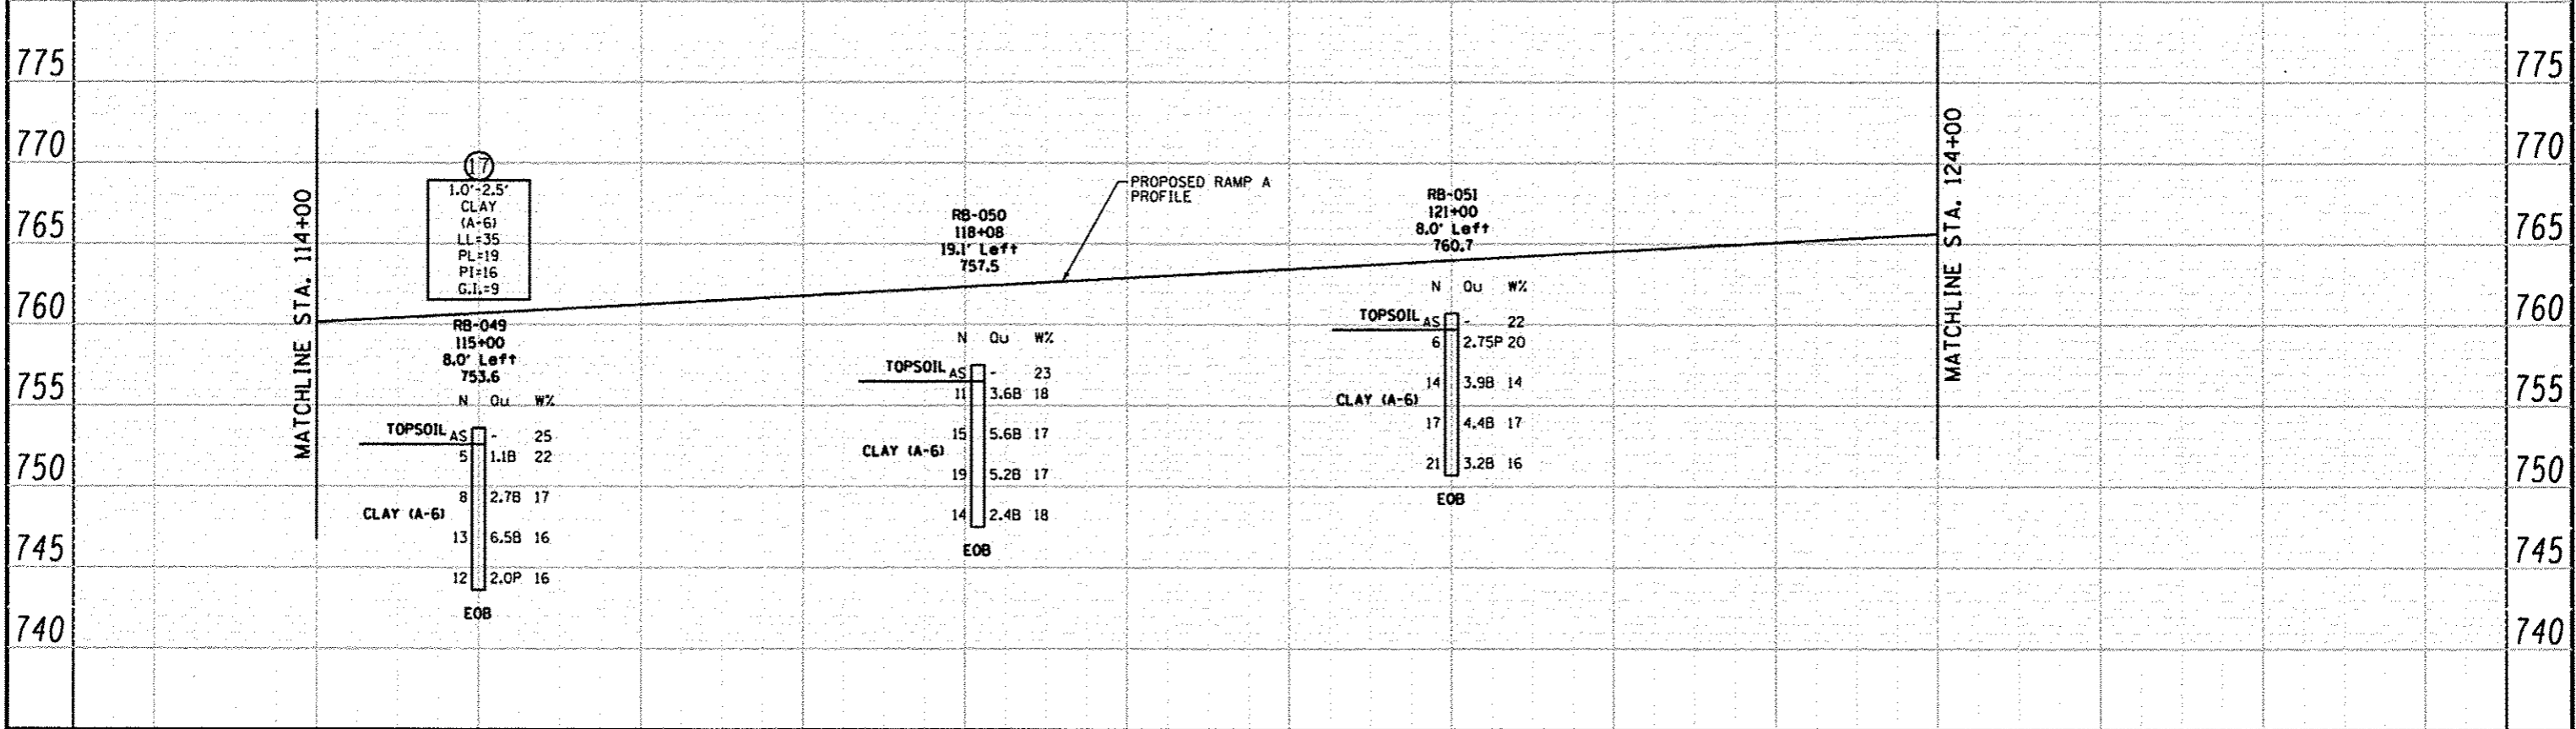 775
770
765
760
755
750
745
740
MATCHLINE STA. 114+00
17
1.0'-2.5'
CLAY
(A-6)
LL=35
PL=19
PI=16
G.I.=9
RB-049
115+00
8.0' Left
753.6
N Qu W%
TOPSOIL AS - 25
5 1.1B 22
8 2.7B 17
CLAY (A-6)
13 6.5B 16
12 2.0P 16
EOB
RB-050
118+08
19.1' Left
757.5
N Qu W%
TOPSOIL AS - 23
11 3.6B 18
15 5.6B 17
CLAY (A-6)
19 5.2B 17
14 2.4B 18
EOB
PROPOSED RAMP A
PROFILE
RB-051
121+00
8.0' Left
760.7
N Qu W%
TOPSOIL AS - 22
6 2.75P 20
14 3.9B 14
CLAY (A-6)
17 4.4B 17
21 3.2B 16
EOB
MATCHLINE STA. 124+00
775
770
765
760
755
750
745
740